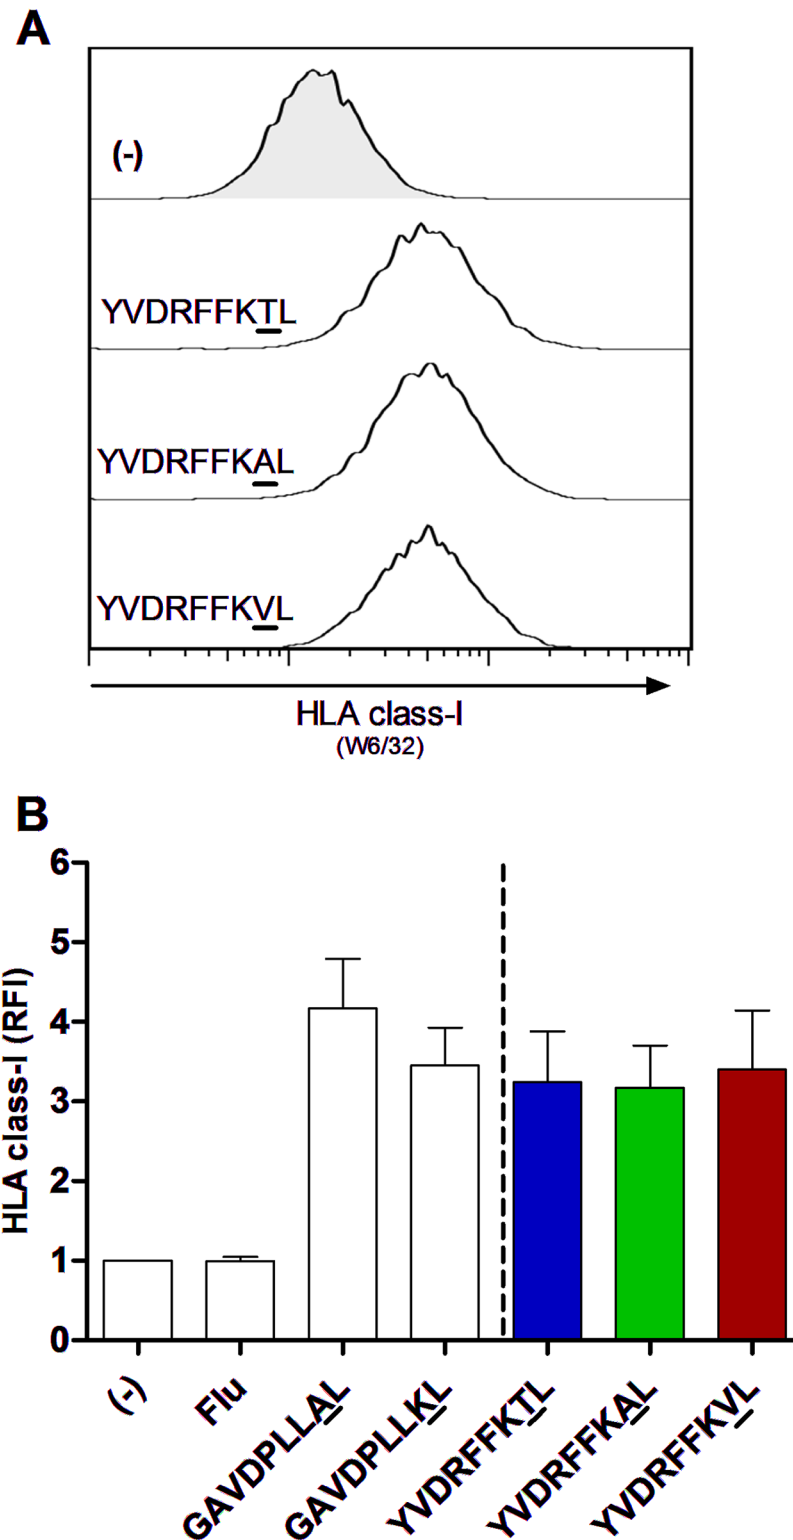 A
(-)
YVDRFFKTL
YVDRFFKAL
YVDRFFKVL
HLA class-I
(W6/32)
B
HLA class-I (RFI)
6
5
4
3
2
1
0
(-)
Flu
GAVDPLLAL
GAVDPLLKL
YVDRFFKTL
YVDRFFKAL
YVDRFFKVL